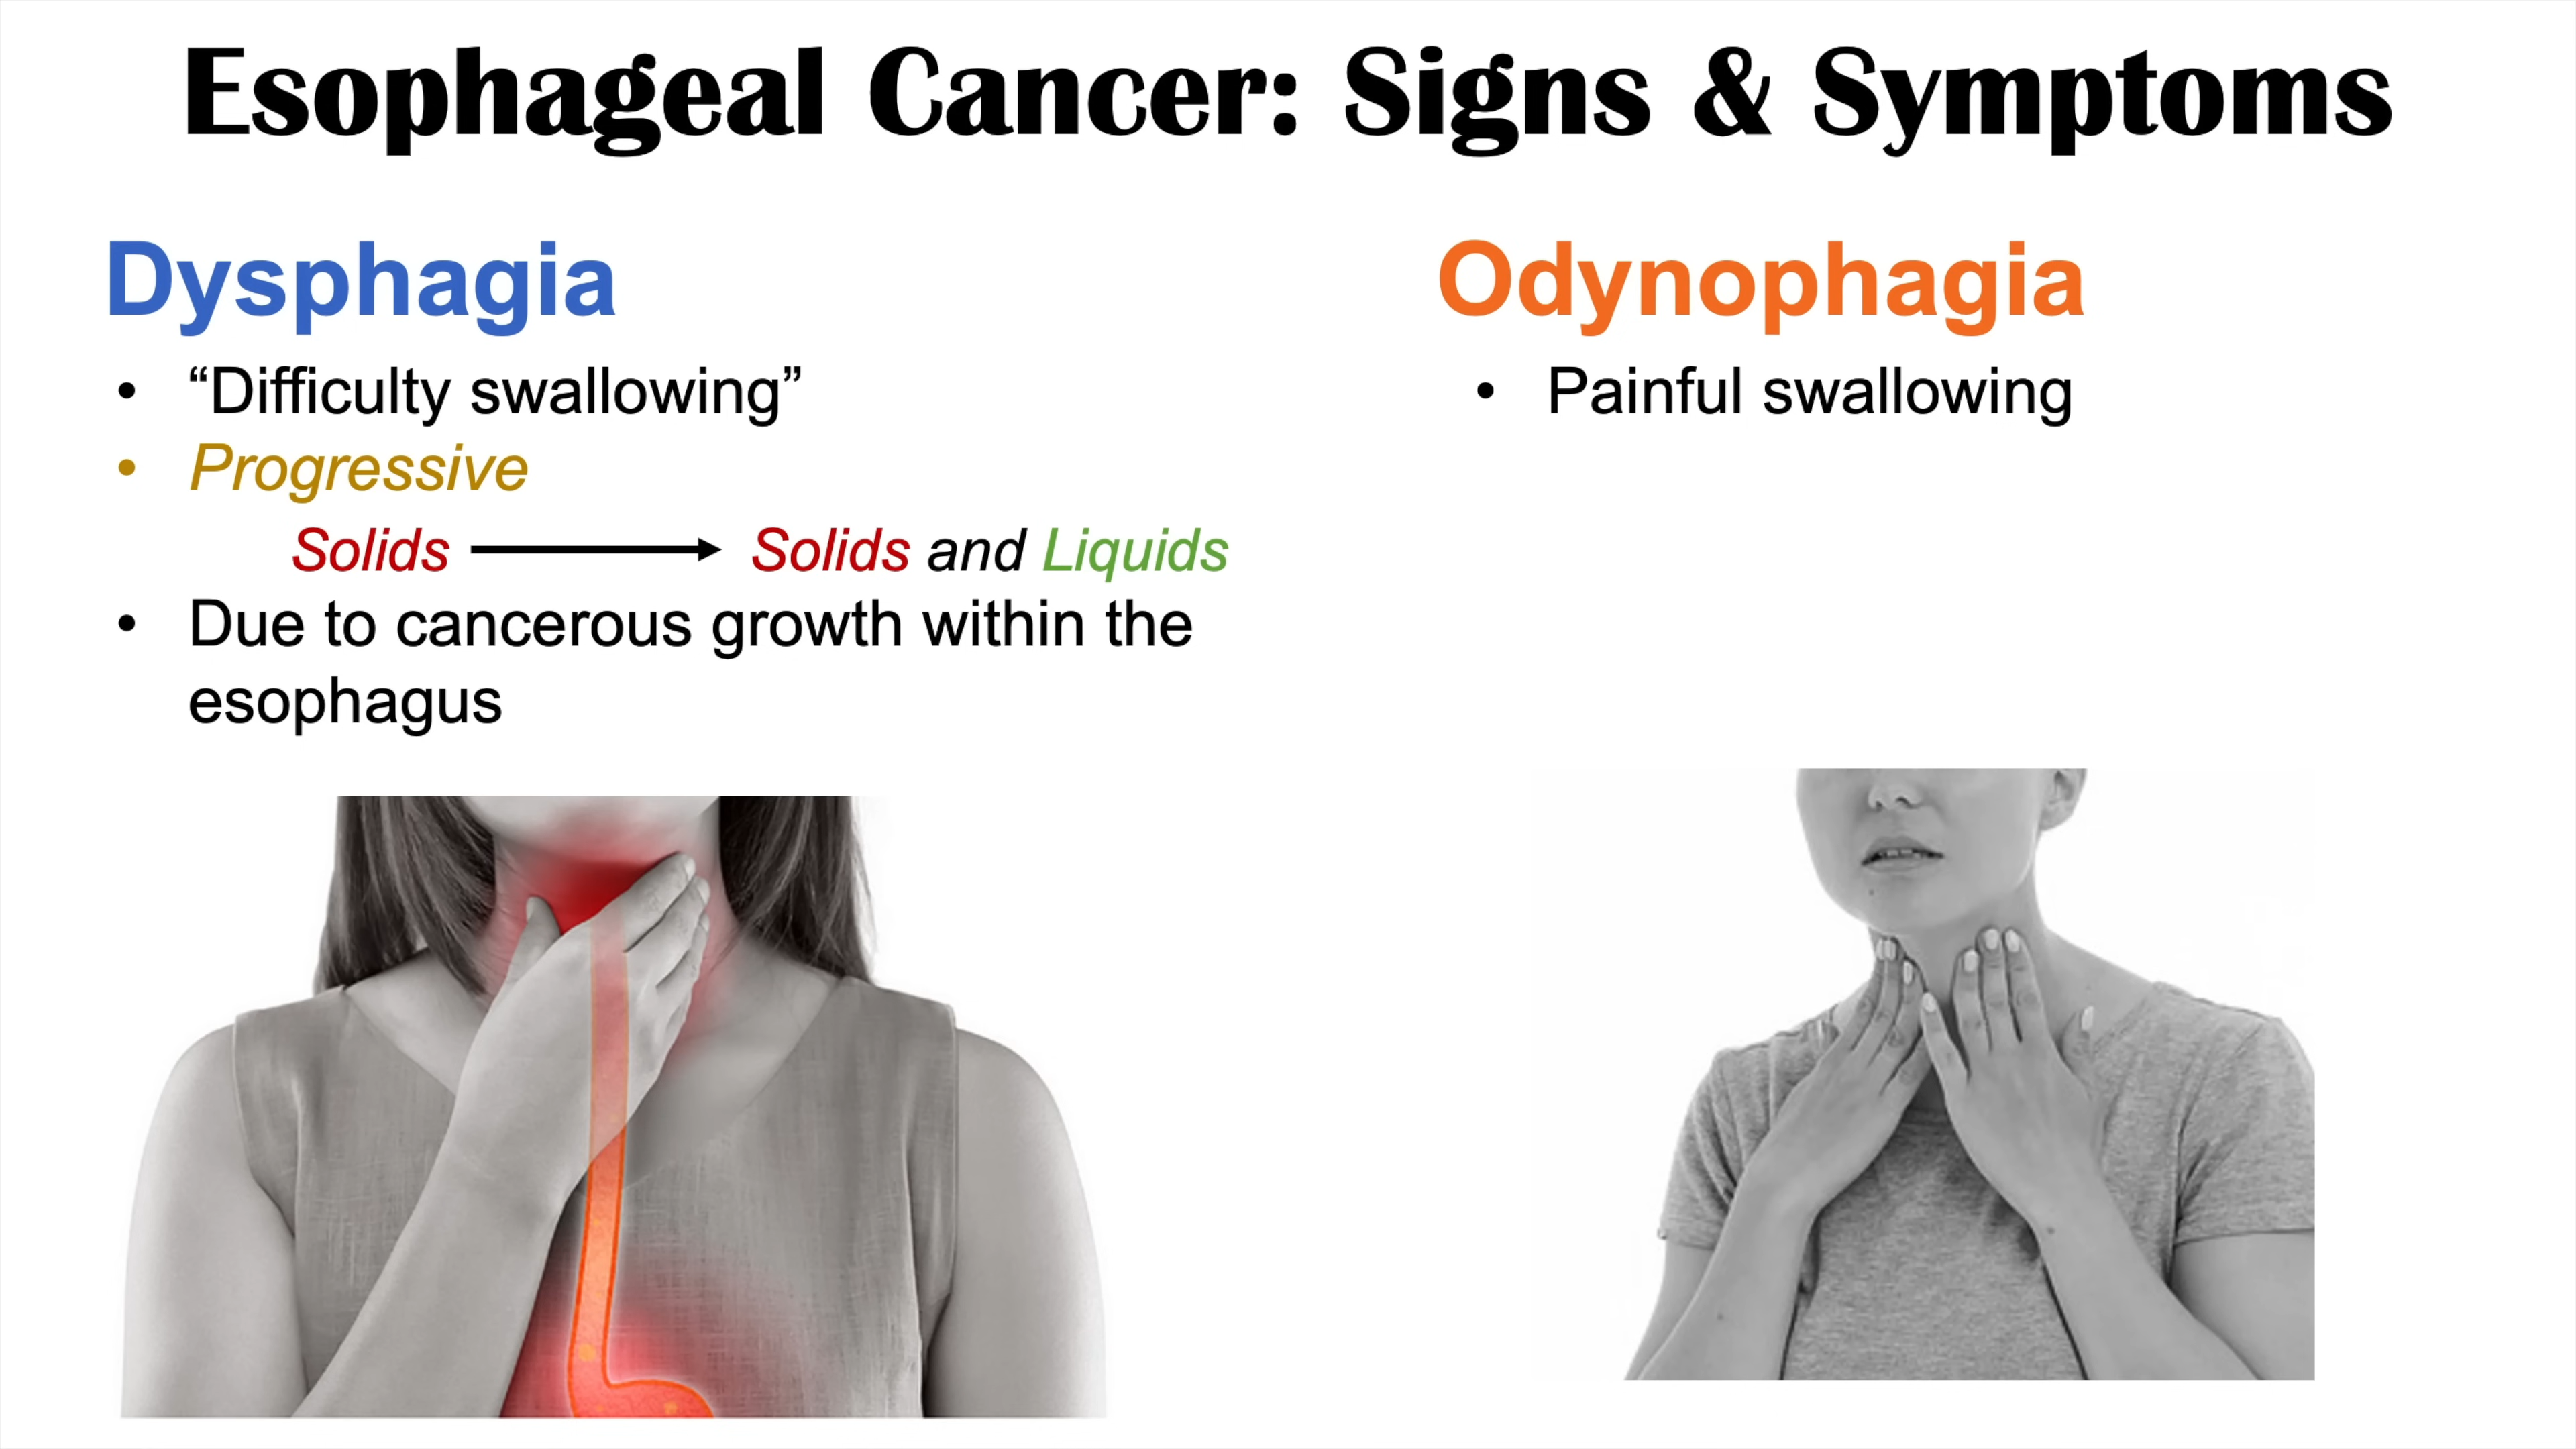 Esophageal Cancer: Signs & Symptoms
Dysphagia
• “Difficulty swallowing”
• Progressive
Solids → Solids and Liquids
• Due to cancerous growth within the
esophagus
Odynophagia
• Painful swallowing